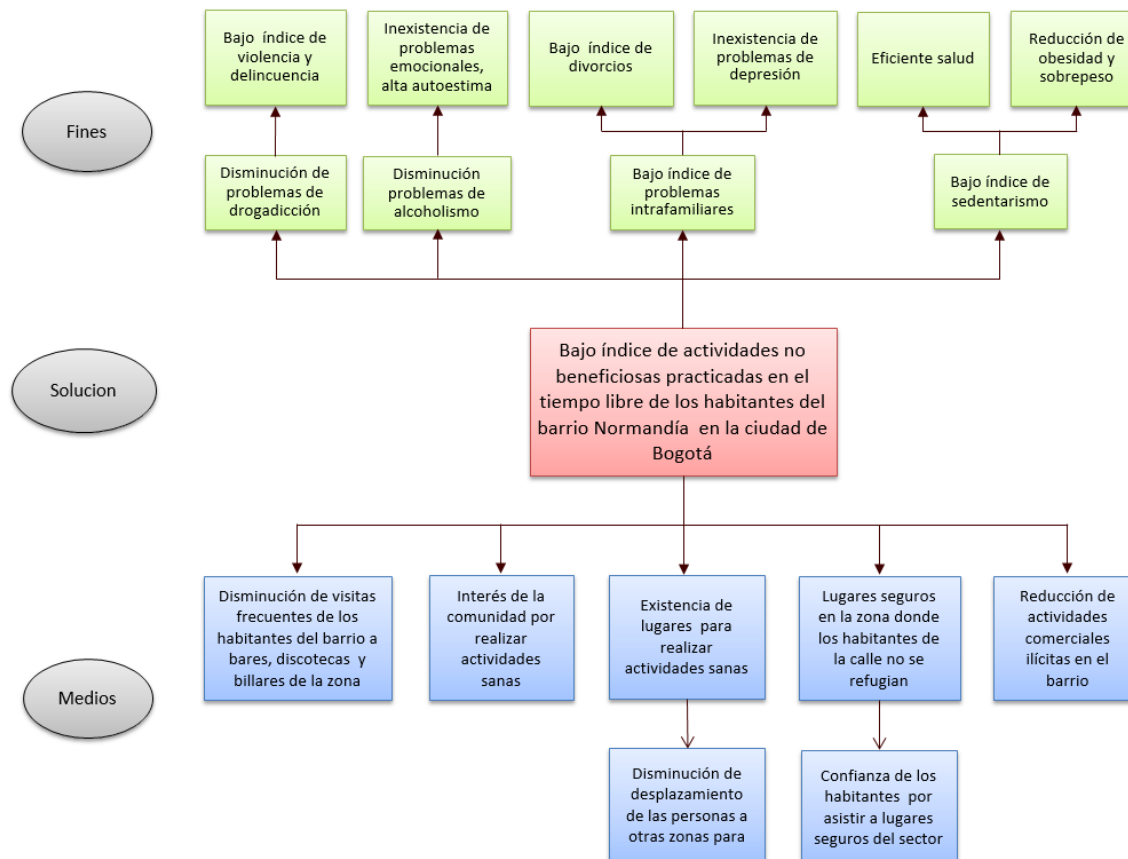 Bajo índice de
violencia y
delincuencia
Inexistencia de
problemas
emocionales,
alta autoestima
Bajo índice de
divorcios
Inexistencia de
problemas de
depresión
Eficiente salud
Reducción de
obesidad y
sobrepeso
Fines
Disminución de
problemas de
drogadicción
Disminución
problemas de
alcoholismo
Bajo índice de
problemas
intrafamiliares
Bajo índice de
sedentarismo
Solucion
Bajo índice de actividades no
beneficiosas practicadas en el
tiempo libre de los habitantes del
barrio Normandía en la ciudad de
Bogotá
Medios
Disminución de visitas
frecuentes de los
habitantes del barrio a
bares, discotecas y
billares de la zona
Interés de la
comunidad por
realizar
actividades
sanas
Existencia de
lugares para
realizar
actividades sanas
Lugares seguros
en la zona donde
los habitantes de
la calle no se
refugian
Reducción de
actividades
comerciales
ilícitas en el
barrio
Disminución de
desplazamiento
de las personas a
otras zonas para
Confianza de los
habitantes por
asistir a lugares
seguros del sector